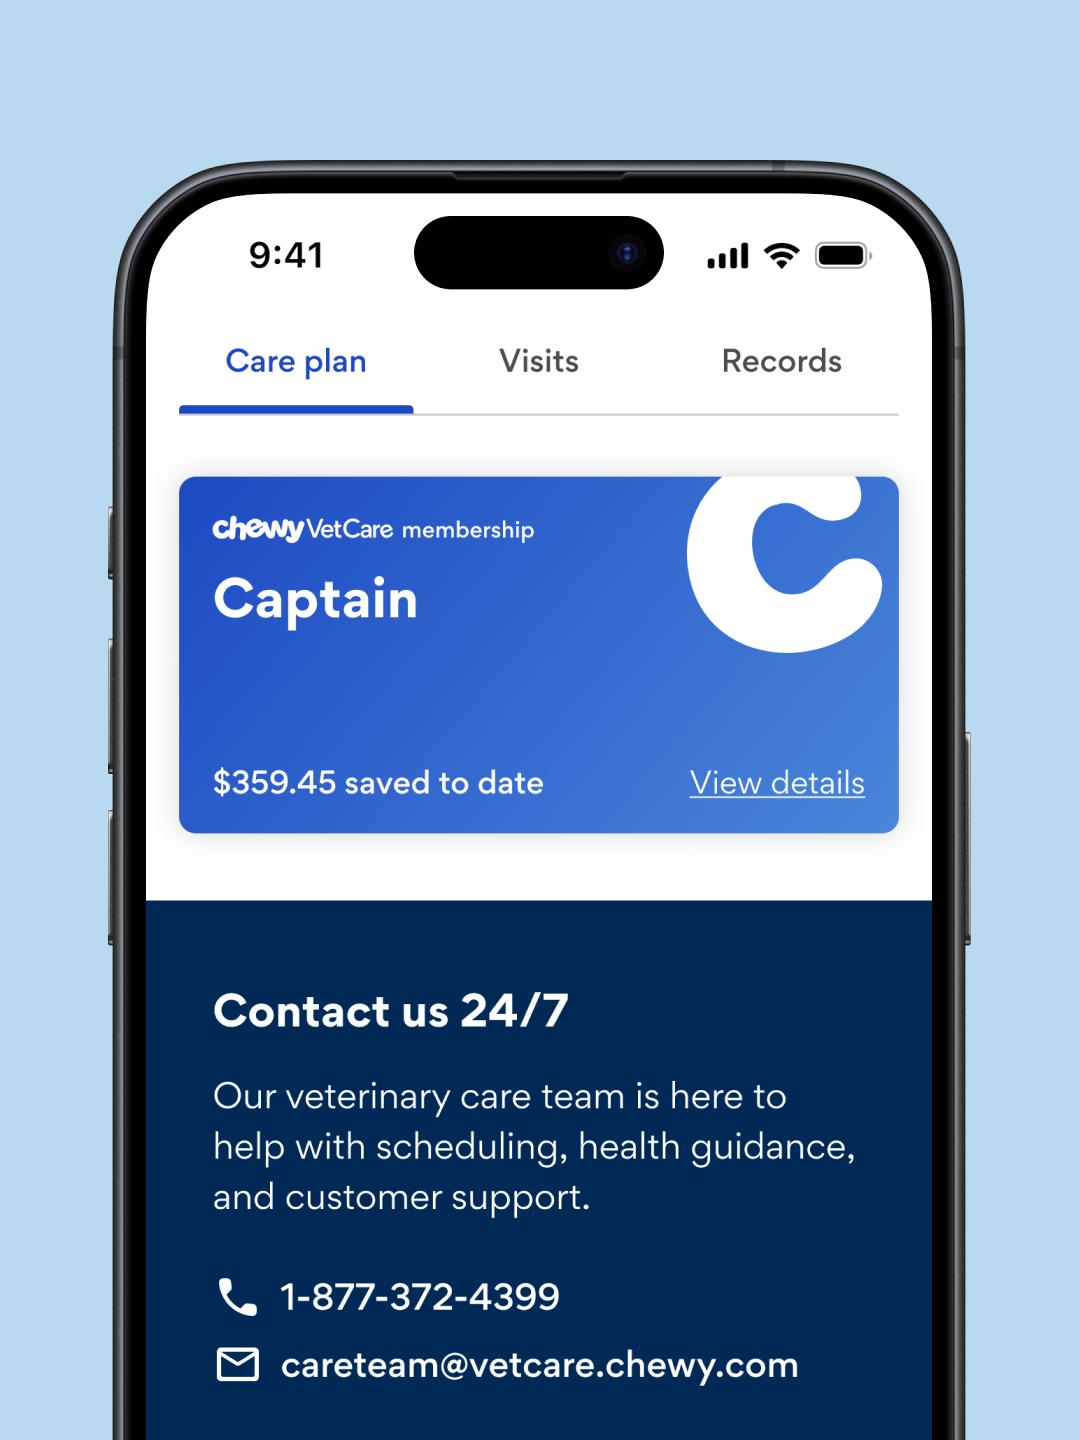 9:41
Care plan Visits Records
chewy VetCare membership
Captain
$359.45 saved to date View details
Contact us 24/7
Our veterinary care team is here to
help with scheduling, health guidance,
and customer support.
1-877-372-4399
careteam@vetcare.chewy.com